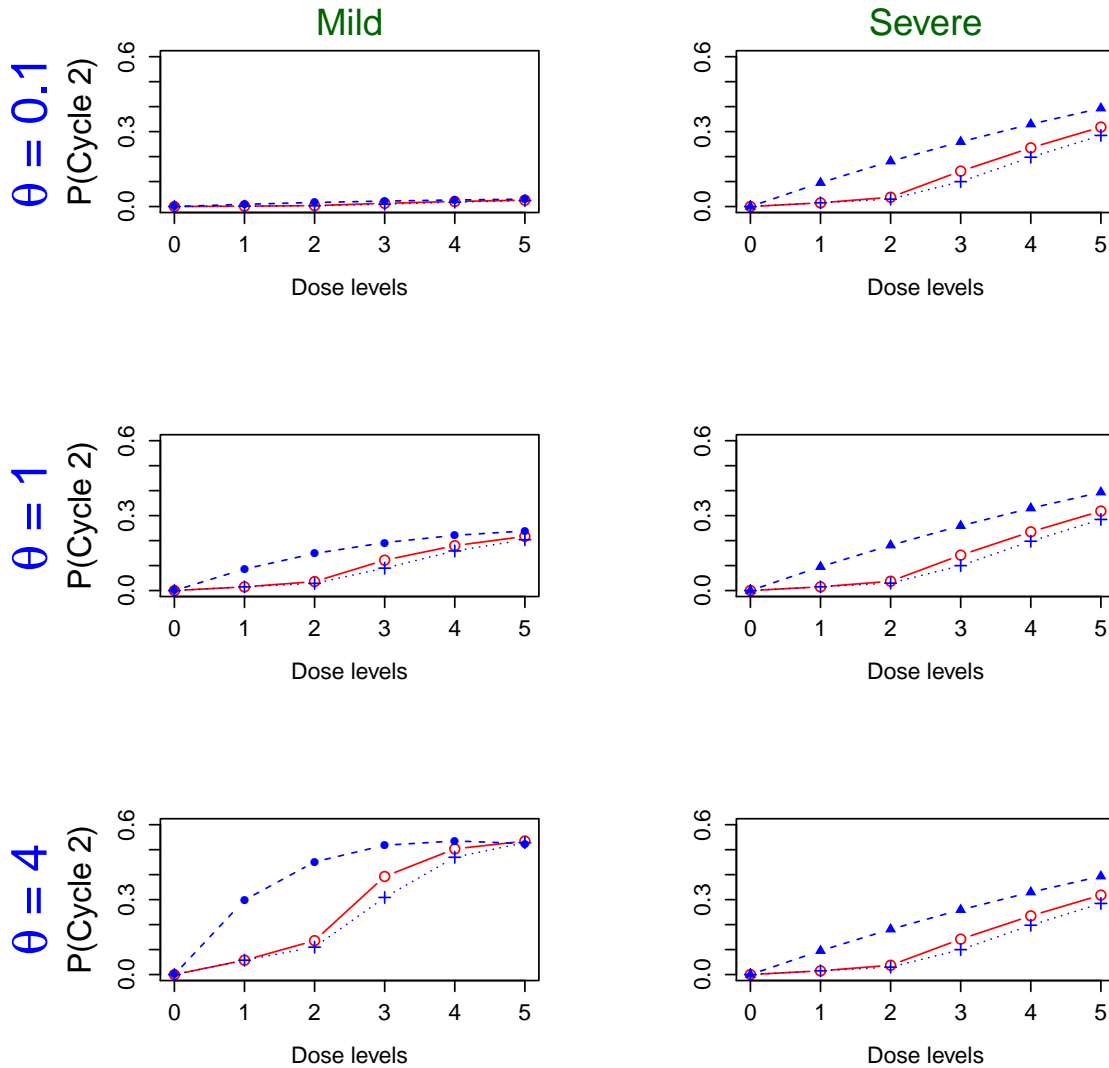 Mild
Severe
θ = 0.1
P(Cycle 2)
0.0 0.3 0.6
0 1 2 3 4 5
Dose levels
0.0 0.3 0.6
0 1 2 3 4 5
Dose levels
θ = 1
P(Cycle 2)
0.0 0.3 0.6
0 1 2 3 4 5
Dose levels
0.0 0.3 0.6
0 1 2 3 4 5
Dose levels
θ = 4
P(Cycle 2)
0.0 0.3 0.6
0 1 2 3 4 5
Dose levels
0.0 0.3 0.6
0 1 2 3 4 5
Dose levels